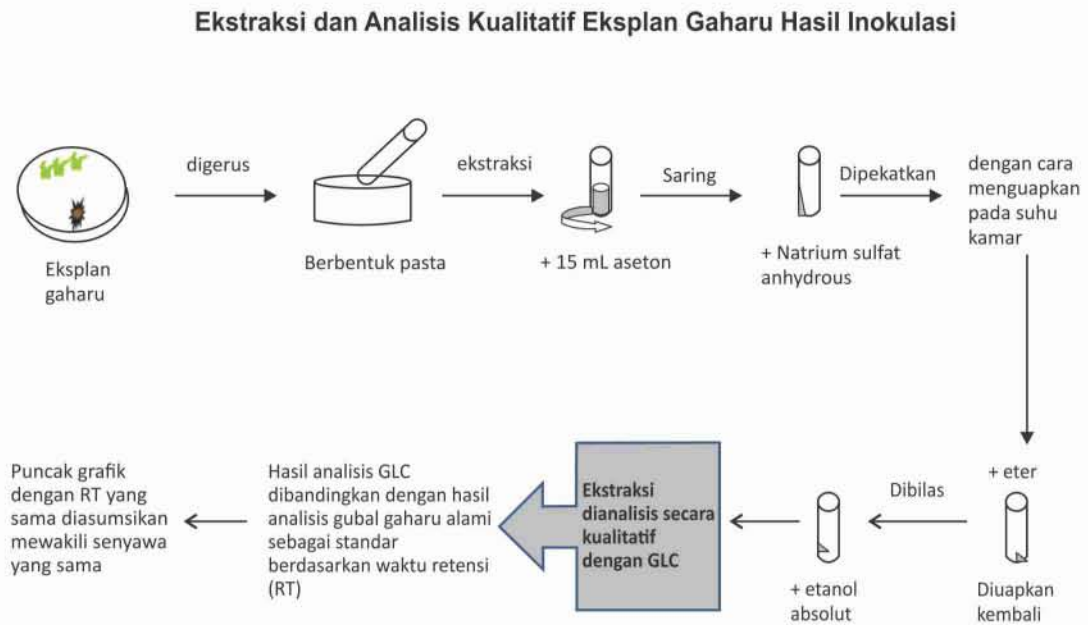 Ekstraksi dan Analisis Kualitatif Eksplan Gaharu Hasil Inokulasi
digerus
ekstraksi
Saring
Dipekatkan
dengan cara
menguapkan
pada suhu
kamar
Eksplan
gaharu
Berbentuk pasta
+ 15 mL aseton
+ Natrium sulfat
anhydrous
+ eter
Diuapkan
kembali
Dibilas
+ etanol
absolut
Ekstraksi
dianalisis secara
kualitatif
dengan GLC
Hasil analisis GLC
dibandingkan dengan hasil
analisis gubal gaharu alami
sebagai standar
berdasarkan waktu retensi
(RT)
Puncak grafik
dengan RT yang
sama diasumsikan
mewakili senyawa
yang sama